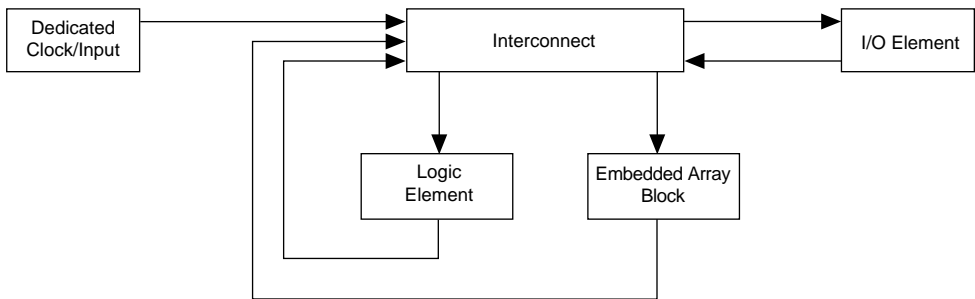 Dedicated
Clock/Input
Interconnect
I/O Element
Logic
Element
Embedded Array
Block